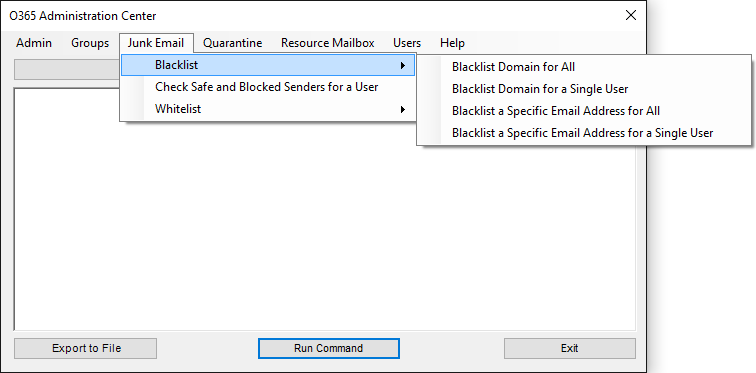 O365 Administration Center
Admin Groups Junk Email Quarantine Resource Mailbox Users Help
Blacklist
Check Safe and Blocked Senders for a User
Whitelist
Blacklist Domain for All
Blacklist Domain for a Single User
Blacklist a Specific Email Address for All
Blacklist a Specific Email Address for a Single User
Export to File Run Command Exit